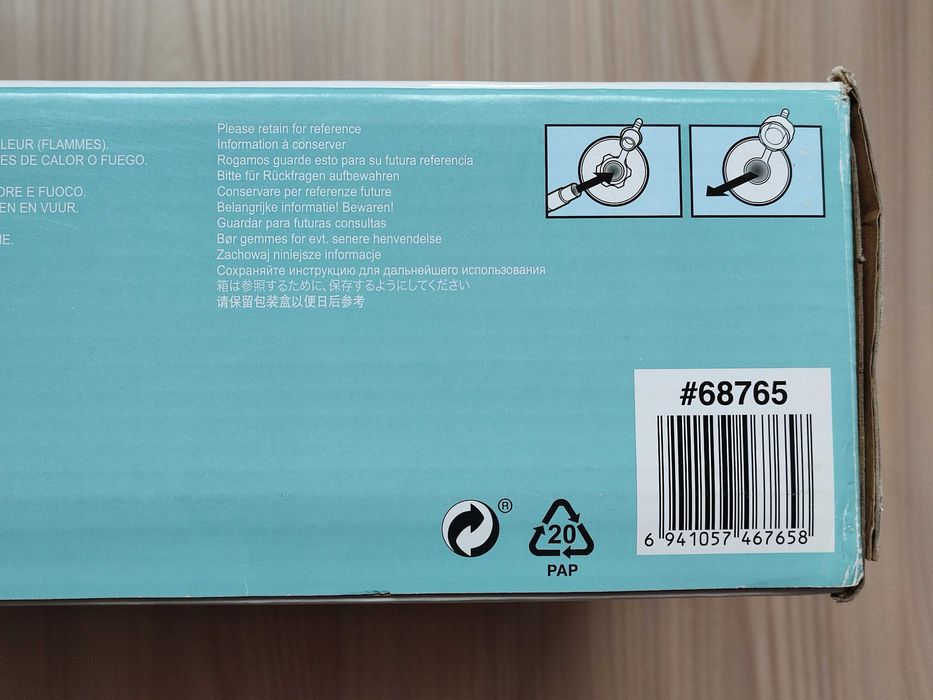 LEUR (FLAMMES).
ES DE CALOR O FUEGO.
ORE E FUOCO.
EN EN VUUR.
IE.
Please retain for reference
Information à conserver
Rogamos guarde esto para su futura referencia
Bitte für Rückfragen aufbewahren
Conservare per referenze future
Belangrijke informatie! Bewaren!
Guardar para futuras consultas
Bør gemmes for evt. senere henvendelse
Zachowaj niniejsze informacje
Сохраняйте инструкцию для дальнейшего использования
箱は参照するために、保存するようにしてください
请保留包装盒以便日后参考
#68765
6 941057 467658
®
20
PAP